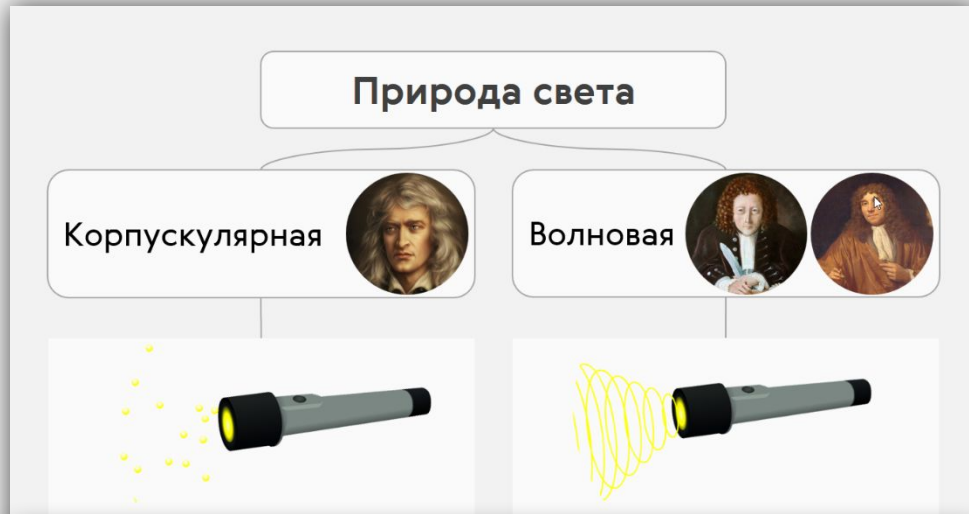 Природа света
Корпускулярная
Волновая